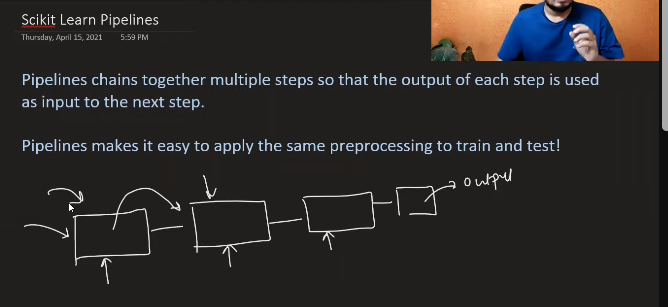 Scikit Learn Pipelines
Thursday, April 15, 2021 5:59 PM
Pipelines chains together multiple steps so that the output of each step is used
as input to the next step.
Pipelines makes it easy to apply the same preprocessing to train and test!
output